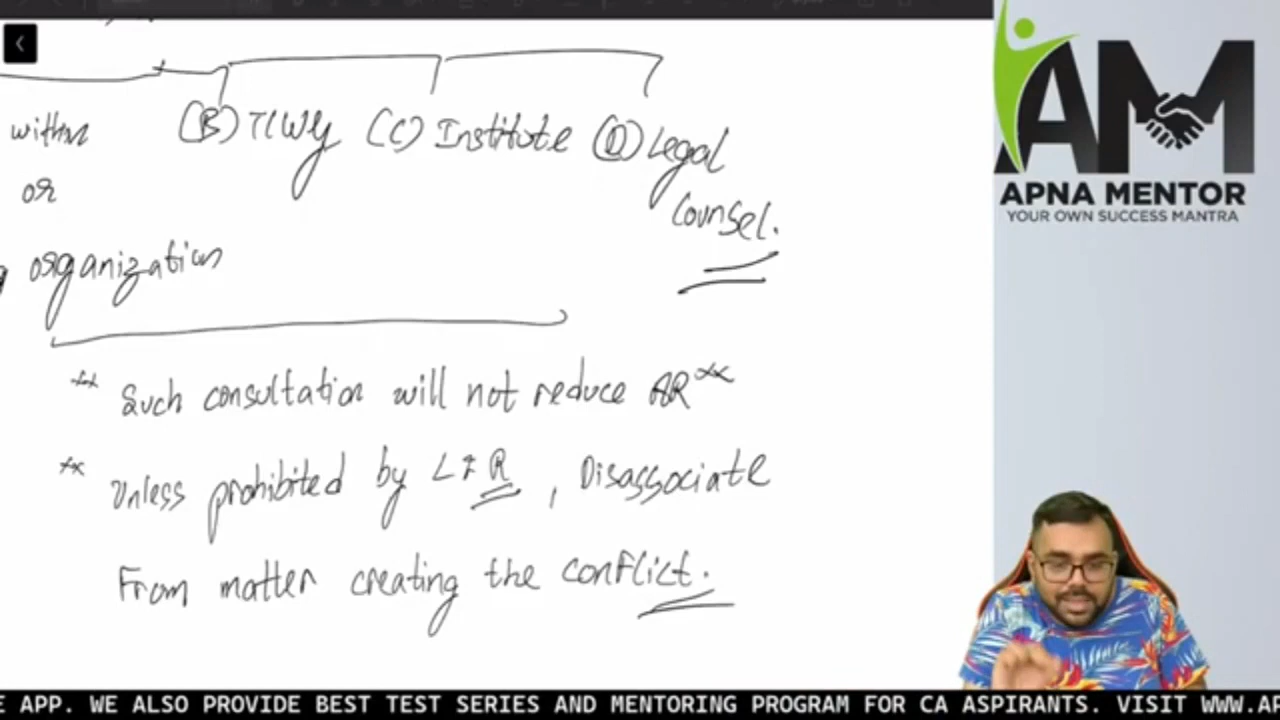 within (B) TCWG (C) Institute (D) Legal
or Counsel.
organization
** Such consultation will not reduce AR **
** Unless prohibited by L & R, Disassociate
From matter creating the conflict.
AM
APNA MENTOR
YOUR OWN SUCCESS MANTRA
E APP. WE ALSO PROVIDE BEST TEST SERIES AND MENTORING PROGRAM FOR CA ASPIRANTS. VISIT WWW.AP